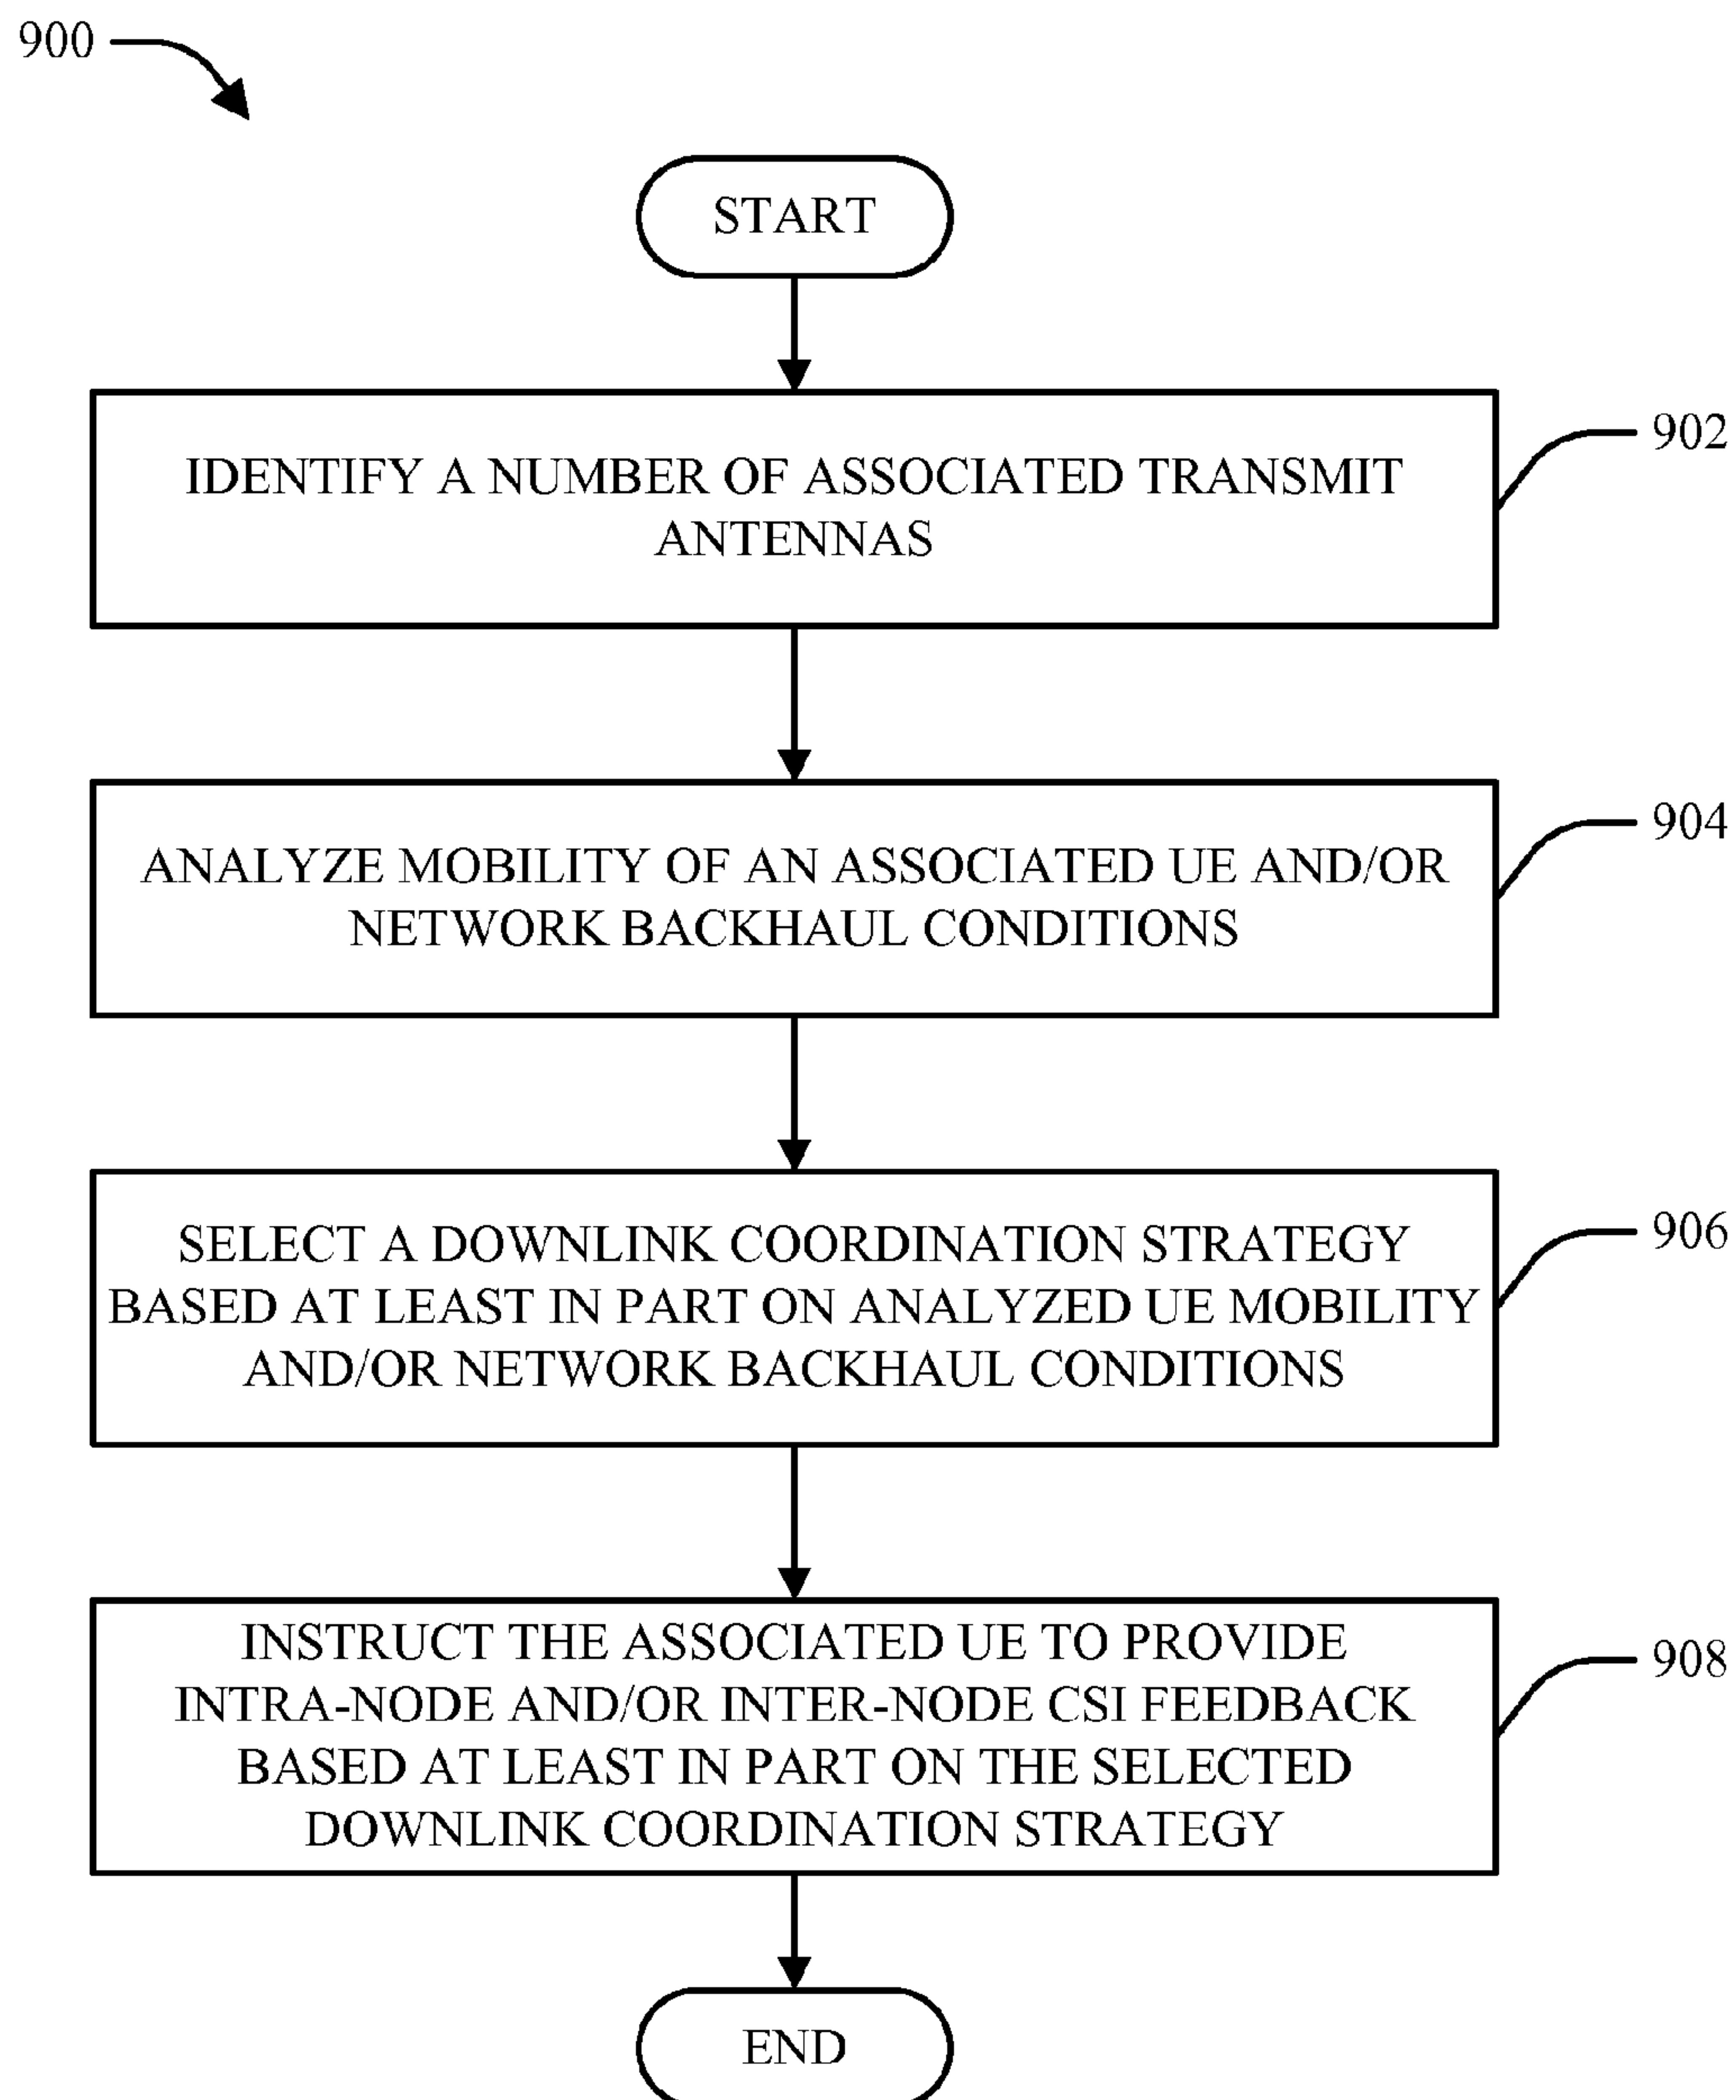 900
START
IDENTIFY A NUMBER OF ASSOCIATED TRANSMIT
ANTENNAS
902
ANALYZE MOBILITY OF AN ASSOCIATED UE AND/OR
NETWORK BACKHAUL CONDITIONS
904
SELECT A DOWNLINK COORDINATION STRATEGY
BASED AT LEAST IN PART ON ANALYZED UE MOBILITY
AND/OR NETWORK BACKHAUL CONDITIONS
906
INSTRUCT THE ASSOCIATED UE TO PROVIDE
INTRA-NODE AND/OR INTER-NODE CSI FEEDBACK
BASED AT LEAST IN PART ON THE SELECTED
DOWNLINK COORDINATION STRATEGY
908
END